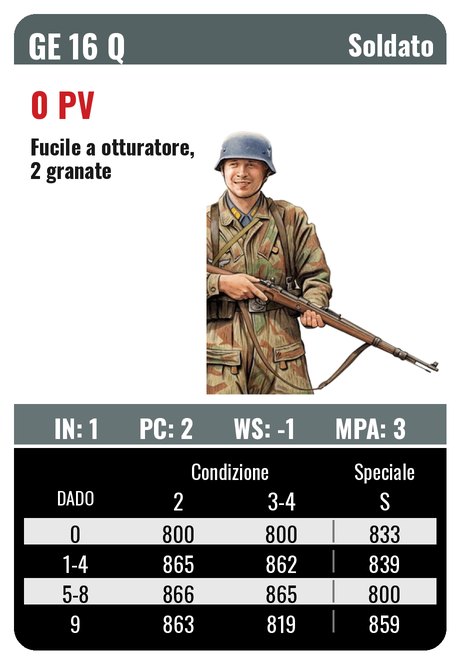 GE 16 Q Soldato
0 PV
Fucile a otturatore,
2 granate
IN: 1 PC: 2 WS: -1 MPA: 3
Condizione Speciale
DADO 2 3-4 S
0 800 800 833
1-4 865 862 839
5-8 866 865 800
9 863 819 859